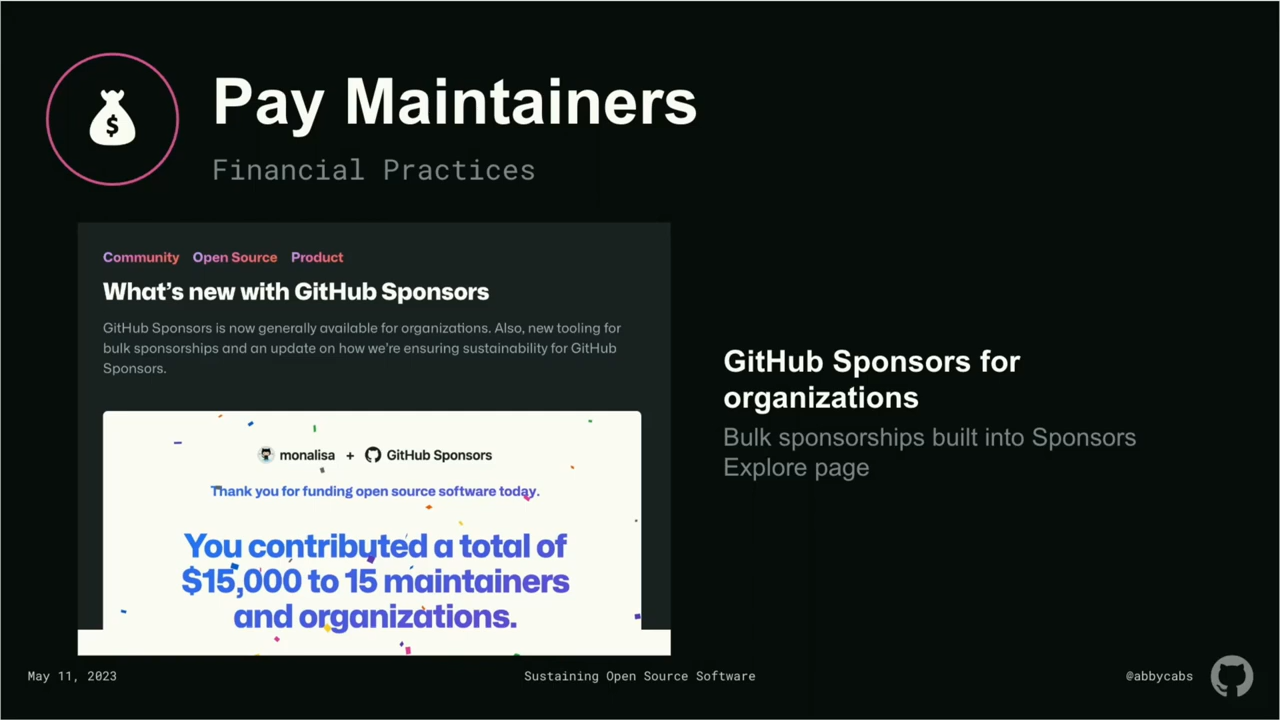 $
Pay Maintainers
Financial Practices
Community Open Source Product
What's new with GitHub Sponsors
GitHub Sponsors is now generally available for organizations. Also, new tooling for
bulk sponsorships and an update on how we're ensuring sustainability for GitHub
Sponsors.
monalisa + GitHub Sponsors
Thank you for funding open source software today.
You contributed a total of
$15,000 to 15 maintainers
and organizations.
GitHub Sponsors for
organizations
Bulk sponsorships built into Sponsors
Explore page
May 11, 2023
Sustaining Open Source Software
@abbycabs